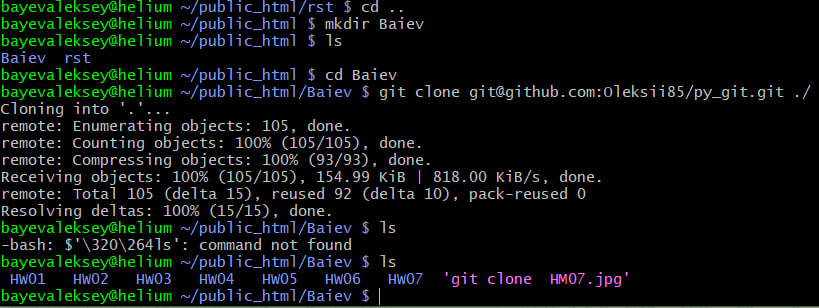 bayevaleksey@helium ~/public_html/rst $ cd ..
bayevaleksey@helium ~/public_html $ mkdir Baiev
bayevaleksey@helium ~/public_html $ ls
Baiev  rst
bayevaleksey@helium ~/public_html $ cd Baiev
bayevaleksey@helium ~/public_html/Baiev $ git clone git@github.com:Oleksii85/py_git.git ./
Cloning into '.'...
remote: Enumerating objects: 105, done.
remote: Counting objects: 100% (105/105), done.
remote: Compressing objects: 100% (93/93), done.
Receiving objects: 100% (105/105), 154.99 KiB | 818.00 KiB/s, done.
remote: Total 105 (delta 15), reused 92 (delta 10), pack-reused 0
Resolving deltas: 100% (15/15), done.
bayevaleksey@helium ~/public_html/Baiev $ ls
-bash: $'\320\264ls': command not found
bayevaleksey@helium ~/public_html/Baiev $ ls
HW01   HW02   HW03   HW04   HW05   HW06   HW07  'git clone  HM07.jpg'
bayevaleksey@helium ~/public_html/Baiev $